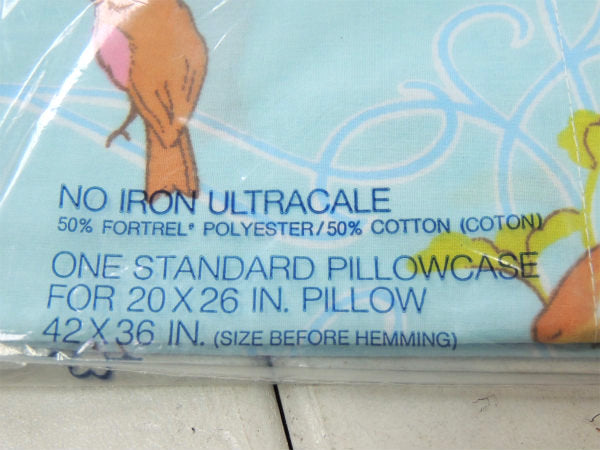 NO IRON ULTRACALE
50% FORTREL® POLYESTER/50% COTTON (COTON)
ONE STANDARD PILLOWCASE
FOR 20 X 26 IN. PILLOW
42 X 36 IN. (SIZE BEFORE HEMMING)